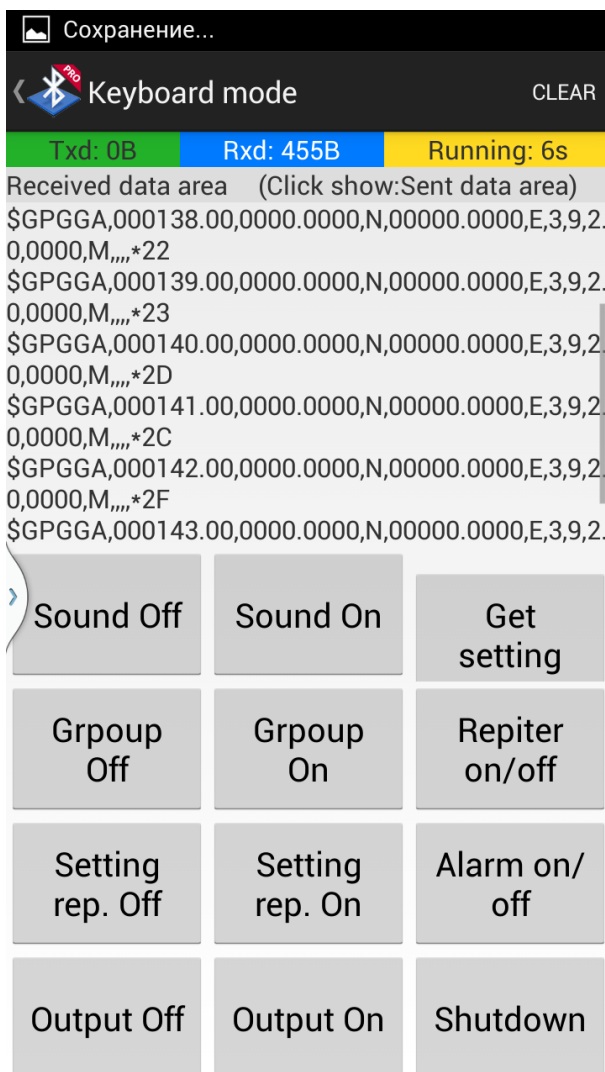 Сохранение...
PRO
Keyboard mode CLEAR
Txd: 0B Rxd: 455B Running: 6s
Received data area (Click show:Sent data area)
$GPGGA,000138.00,0000.0000,N,00000.0000,E,3,9,2.
0,0000,M,,,,*22
$GPGGA,000139.00,0000.0000,N,00000.0000,E,3,9,2.
0,0000,M,,,,*23
$GPGGA,000140.00,0000.0000,N,00000.0000,E,3,9,2.
0,0000,M,,,,*2D
$GPGGA,000141.00,0000.0000,N,00000.0000,E,3,9,2.
0,0000,M,,,,*2C
$GPGGA,000142.00,0000.0000,N,00000.0000,E,3,9,2.
0,0000,M,,,,*2F
$GPGGA,000143.00,0000.0000,N,00000.0000,E,3,9,2.
Sound Off
Sound On
Get
setting
Grpoup
Off
Grpoup
On
Repiter
on/off
Setting
rep. Off
Setting
rep. On
Alarm on/
off
Output Off
Output On
Shutdown